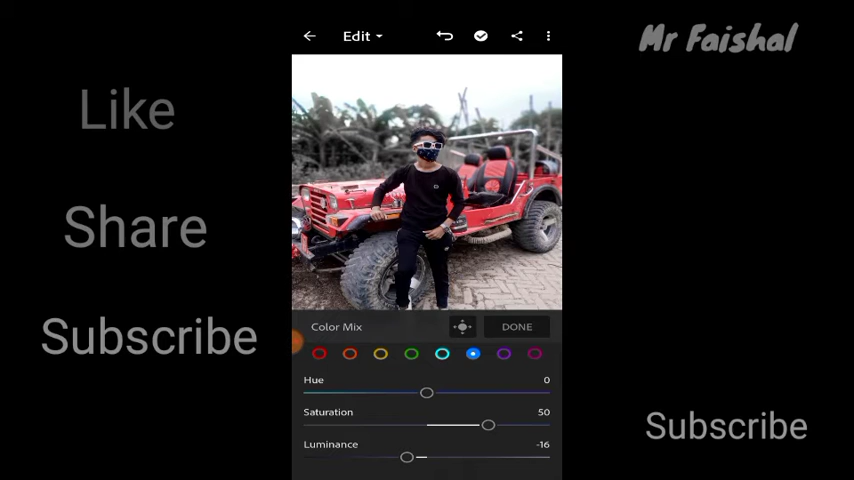 Edit
Mr Faishal
Like
Share
Subscribe
Color Mix
DONE
Hue
0
Saturation
50
Luminance
-16
Subscribe